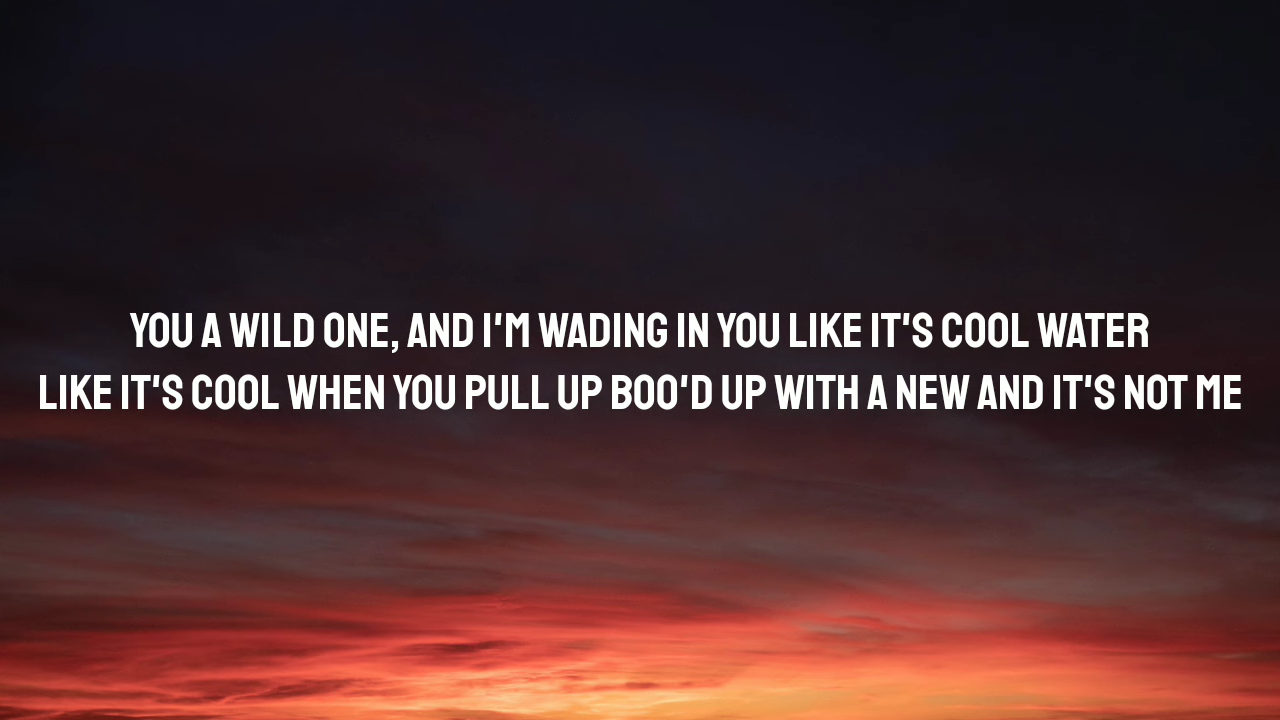 YOU A WILD ONE, AND I'M WADING IN YOU LIKE IT'S COOL WATER
LIKE IT'S COOL WHEN YOU PULL UP BOO'D UP WITH A NEW AND IT'S NOT ME